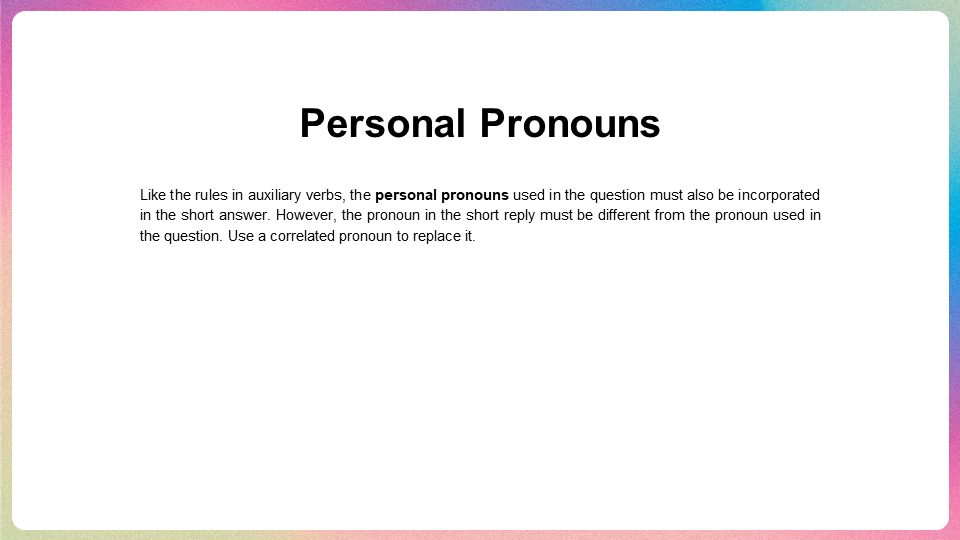 Personal Pronouns
Like the rules in auxiliary verbs, the personal pronouns used in the question must also be incorporated
in the short answer. However, the pronoun in the short reply must be different from the pronoun used in
the question. Use a correlated pronoun to replace it.